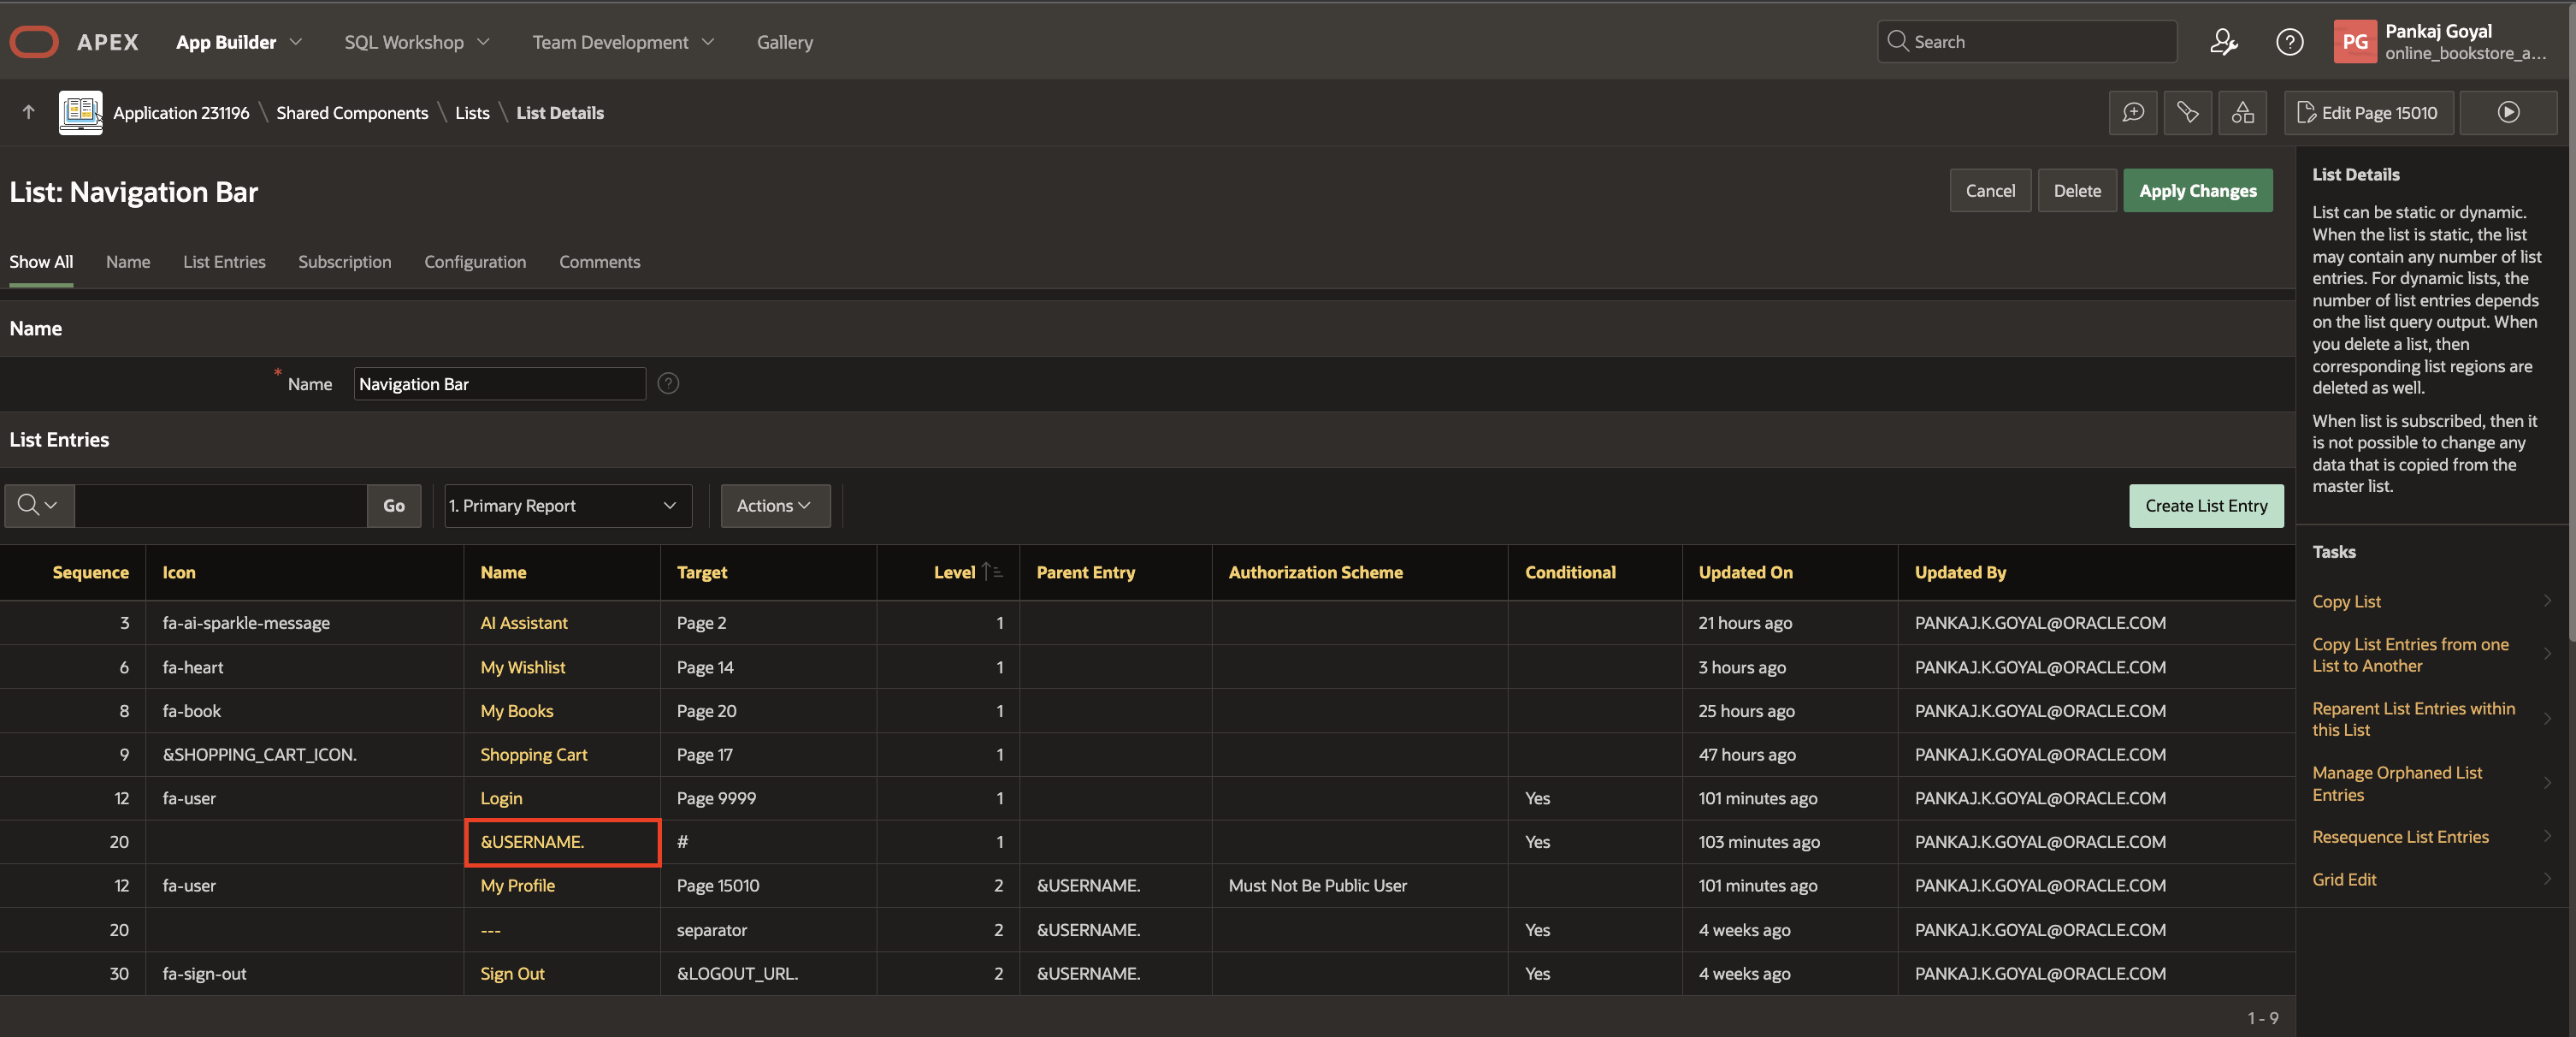 APEX App Builder SQL Workshop Team Development Gallery Search PG Pankaj Goyal
online_bookstore_a...
Application 231196 \ Shared Components \ Lists \ List Details Edit Page 15010
List: Navigation Bar Cancel Delete Apply Changes
Show All Name List Entries Subscription Configuration Comments
Name
* Name Navigation Bar
List Entries
Go 1. Primary Report Actions Create List Entry
Sequence Icon Name Target Level Parent Entry Authorization Scheme Conditional Updated On Updated By
3 fa-ai-sparkle-message AI Assistant Page 2 1 21 hours ago PANKAJ.K.GOYAL@ORACLE.COM
6 fa-heart My Wishlist Page 14 1 3 hours ago PANKAJ.K.GOYAL@ORACLE.COM
8 fa-book My Books Page 20 1 25 hours ago PANKAJ.K.GOYAL@ORACLE.COM
9 &SHOPPING_CART_ICON. Shopping Cart Page 17 1 47 hours ago PANKAJ.K.GOYAL@ORACLE.COM
12 fa-user Login Page 9999 1 Yes 101 minutes ago PANKAJ.K.GOYAL@ORACLE.COM
20 &USERNAME. # 1 Yes 103 minutes ago PANKAJ.K.GOYAL@ORACLE.COM
12 fa-user My Profile Page 15010 2 &USERNAME. Must Not Be Public User 101 minutes ago PANKAJ.K.GOYAL@ORACLE.COM
20 --- separator 2 &USERNAME. Yes 4 weeks ago PANKAJ.K.GOYAL@ORACLE.COM
30 fa-sign-out Sign Out &LOGOUT_URL. 2 &USERNAME. Yes 4 weeks ago PANKAJ.K.GOYAL@ORACLE.COM
1 - 9
List Details
List can be static or dynamic.
When the list is static, the list
may contain any number of list
entries. For dynamic lists, the
number of list entries depends
on the list query output. When
you delete a list, then
corresponding list regions are
deleted as well.
When list is subscribed, then it
is not possible to change any
data that is copied from the
master list.
Tasks
Copy List
Copy List Entries from one
List to Another
Reparent List Entries within
this List
Manage Orphaned List
Entries
Resequence List Entries
Grid Edit